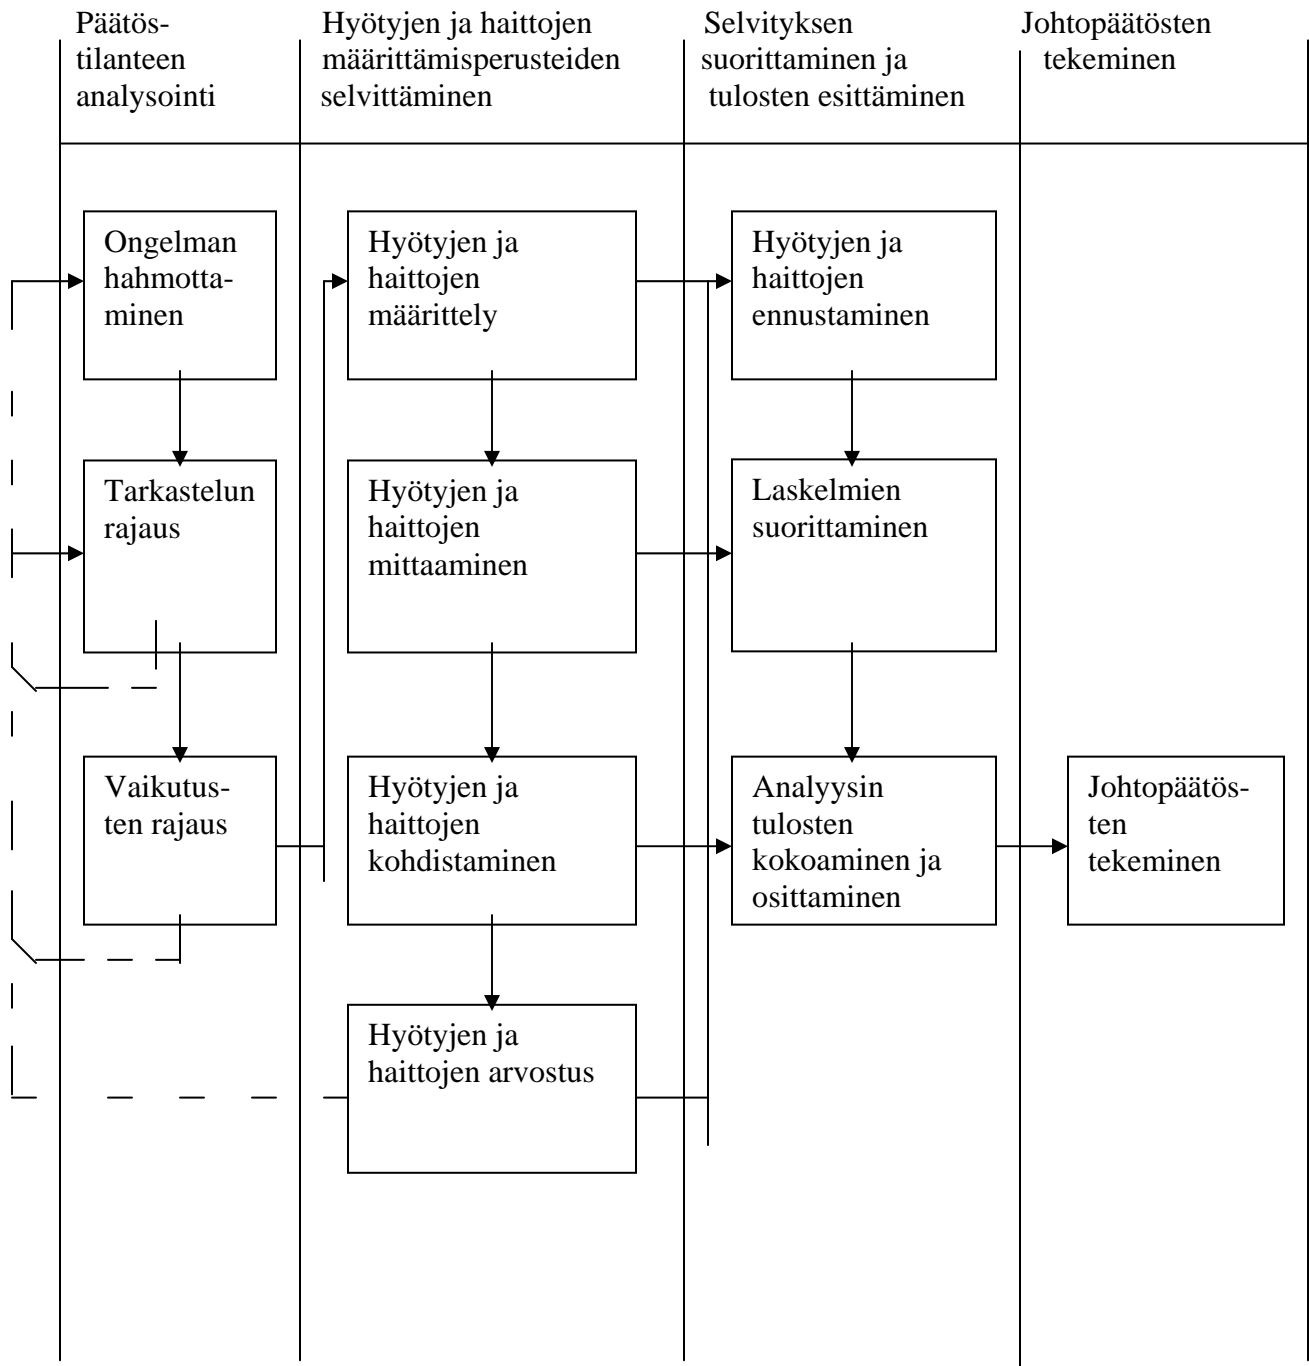 Päätös-
tilanteen
analysointi
Hyötyjen ja haittojen
määrittämisperusteiden
selvittäminen
Selvityksen
suorittaminen ja
tulosten esittäminen
Johtopäätösten
tekeminen
Ongelman
hahmotta-
minen
Tarkastelun
rajaus
Vaikutus-
ten rajaus
Hyötyjen ja
haittojen
määrittely
Hyötyjen ja
haittojen
mittaaminen
Hyötyjen ja
haittojen
kohdistaminen
Hyötyjen ja
haittojen arvostus
Hyötyjen ja
haittojen
ennustaminen
Laskelmien
suorittaminen
Analyysin
tulosten
kokoaminen ja
osittaminen
Johtopäätös-
ten
tekeminen